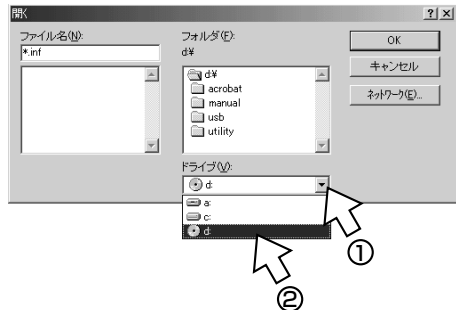 開く
ファイル名(N):
*.inf
フォルダ(F):
d:¥
d:¥
acrobat
manual
usb
utility
ドライブ(V):
d:
a:
c:
d:
OK
キャンセル
ネットワーク(E)...
①
②